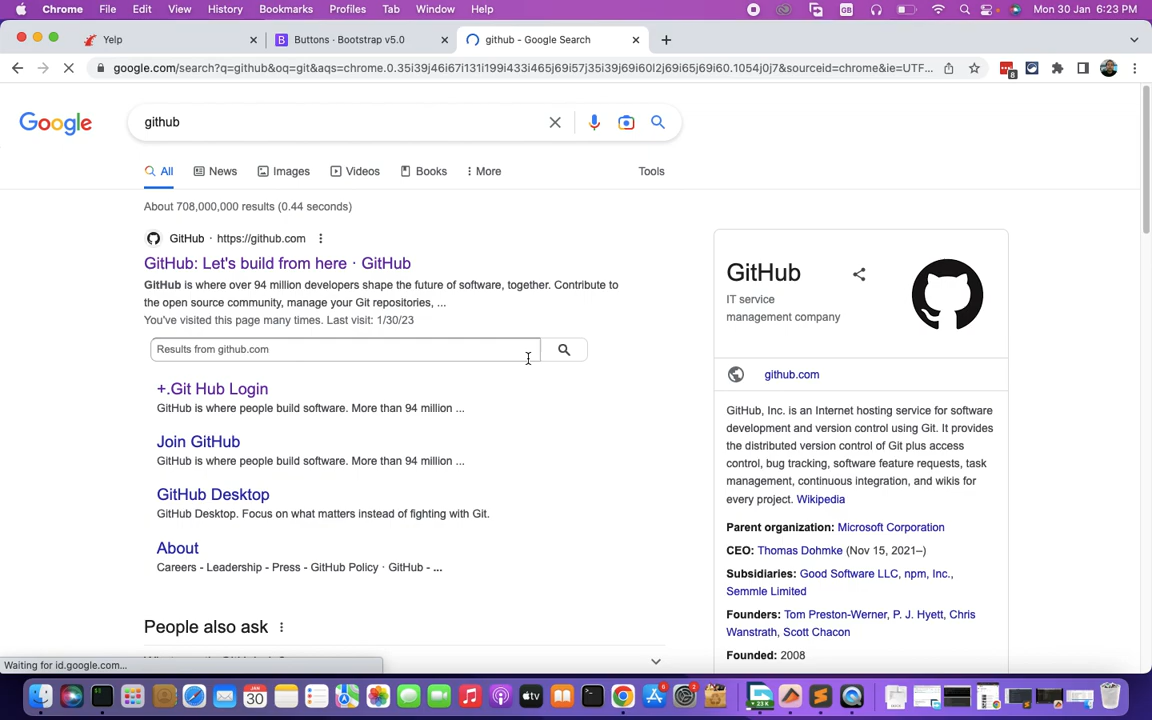 Chrome File Edit View History Bookmarks Profiles Tab Window Help GB Mon 30 Jan 6:23 PM
Yelp Buttons · Bootstrap v5.0 github - Google Search
google.com/search?q=github&oq=git&aqs=chrome.0.35i39j46i67i131i199i433i465j69i57j35i39j69i60l2j69i65j69i60.1054j0j7&sourceid=chrome&ie=UTF... 8
Google github
All News Images Videos Books More Tools
About 708,000,000 results (0.44 seconds)
GitHub · https://github.com
GitHub: Let's build from here · GitHub
GitHub is where over 94 million developers shape the future of software, together. Contribute to
the open source community, manage your Git repositories, ...
You've visited this page many times. Last visit: 1/30/23
Results from github.com
+.Git Hub Login
GitHub is where people build software. More than 94 million ...
Join GitHub
GitHub is where people build software. More than 94 million ...
GitHub Desktop
GitHub Desktop. Focus on what matters instead of fighting with Git.
About
Careers - Leadership - Press - GitHub Policy · GitHub - ...
People also ask
GitHub
IT service
management company
github.com
GitHub, Inc. is an Internet hosting service for software
development and version control using Git. It provides
the distributed version control of Git plus access
control, bug tracking, software feature requests, task
management, continuous integration, and wikis for
every project. Wikipedia
Parent organization: Microsoft Corporation
CEO: Thomas Dohmke (Nov 15, 2021–)
Subsidiaries: Good Software LLC, npm, Inc.,
Semmle Limited
Founders: Tom Preston-Werner, P. J. Hyett, Chris
Wanstrath, Scott Chacon
Founded: 2008
Waiting for id.google.com...
JAN
30
tv
6
2
23 K